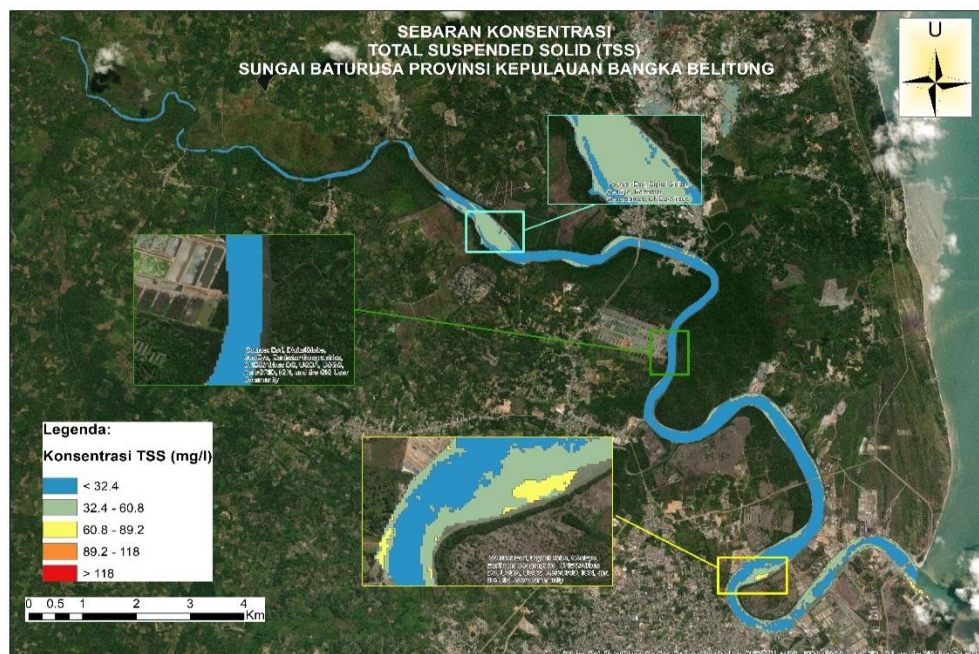 SEBARAN KONSENTRASI
TOTAL SUSPENDED SOLID (TSS)
SUNGAI BATURUSA PROVINSI KEPULAUAN BANGKA BELITUNG
U
Legenda:
Konsentrasi TSS (mg/l)
< 32.4
32.4 - 60.8
60.8 - 89.2
89.2 - 118
> 118
0 0.5 1 2 3 4
Km